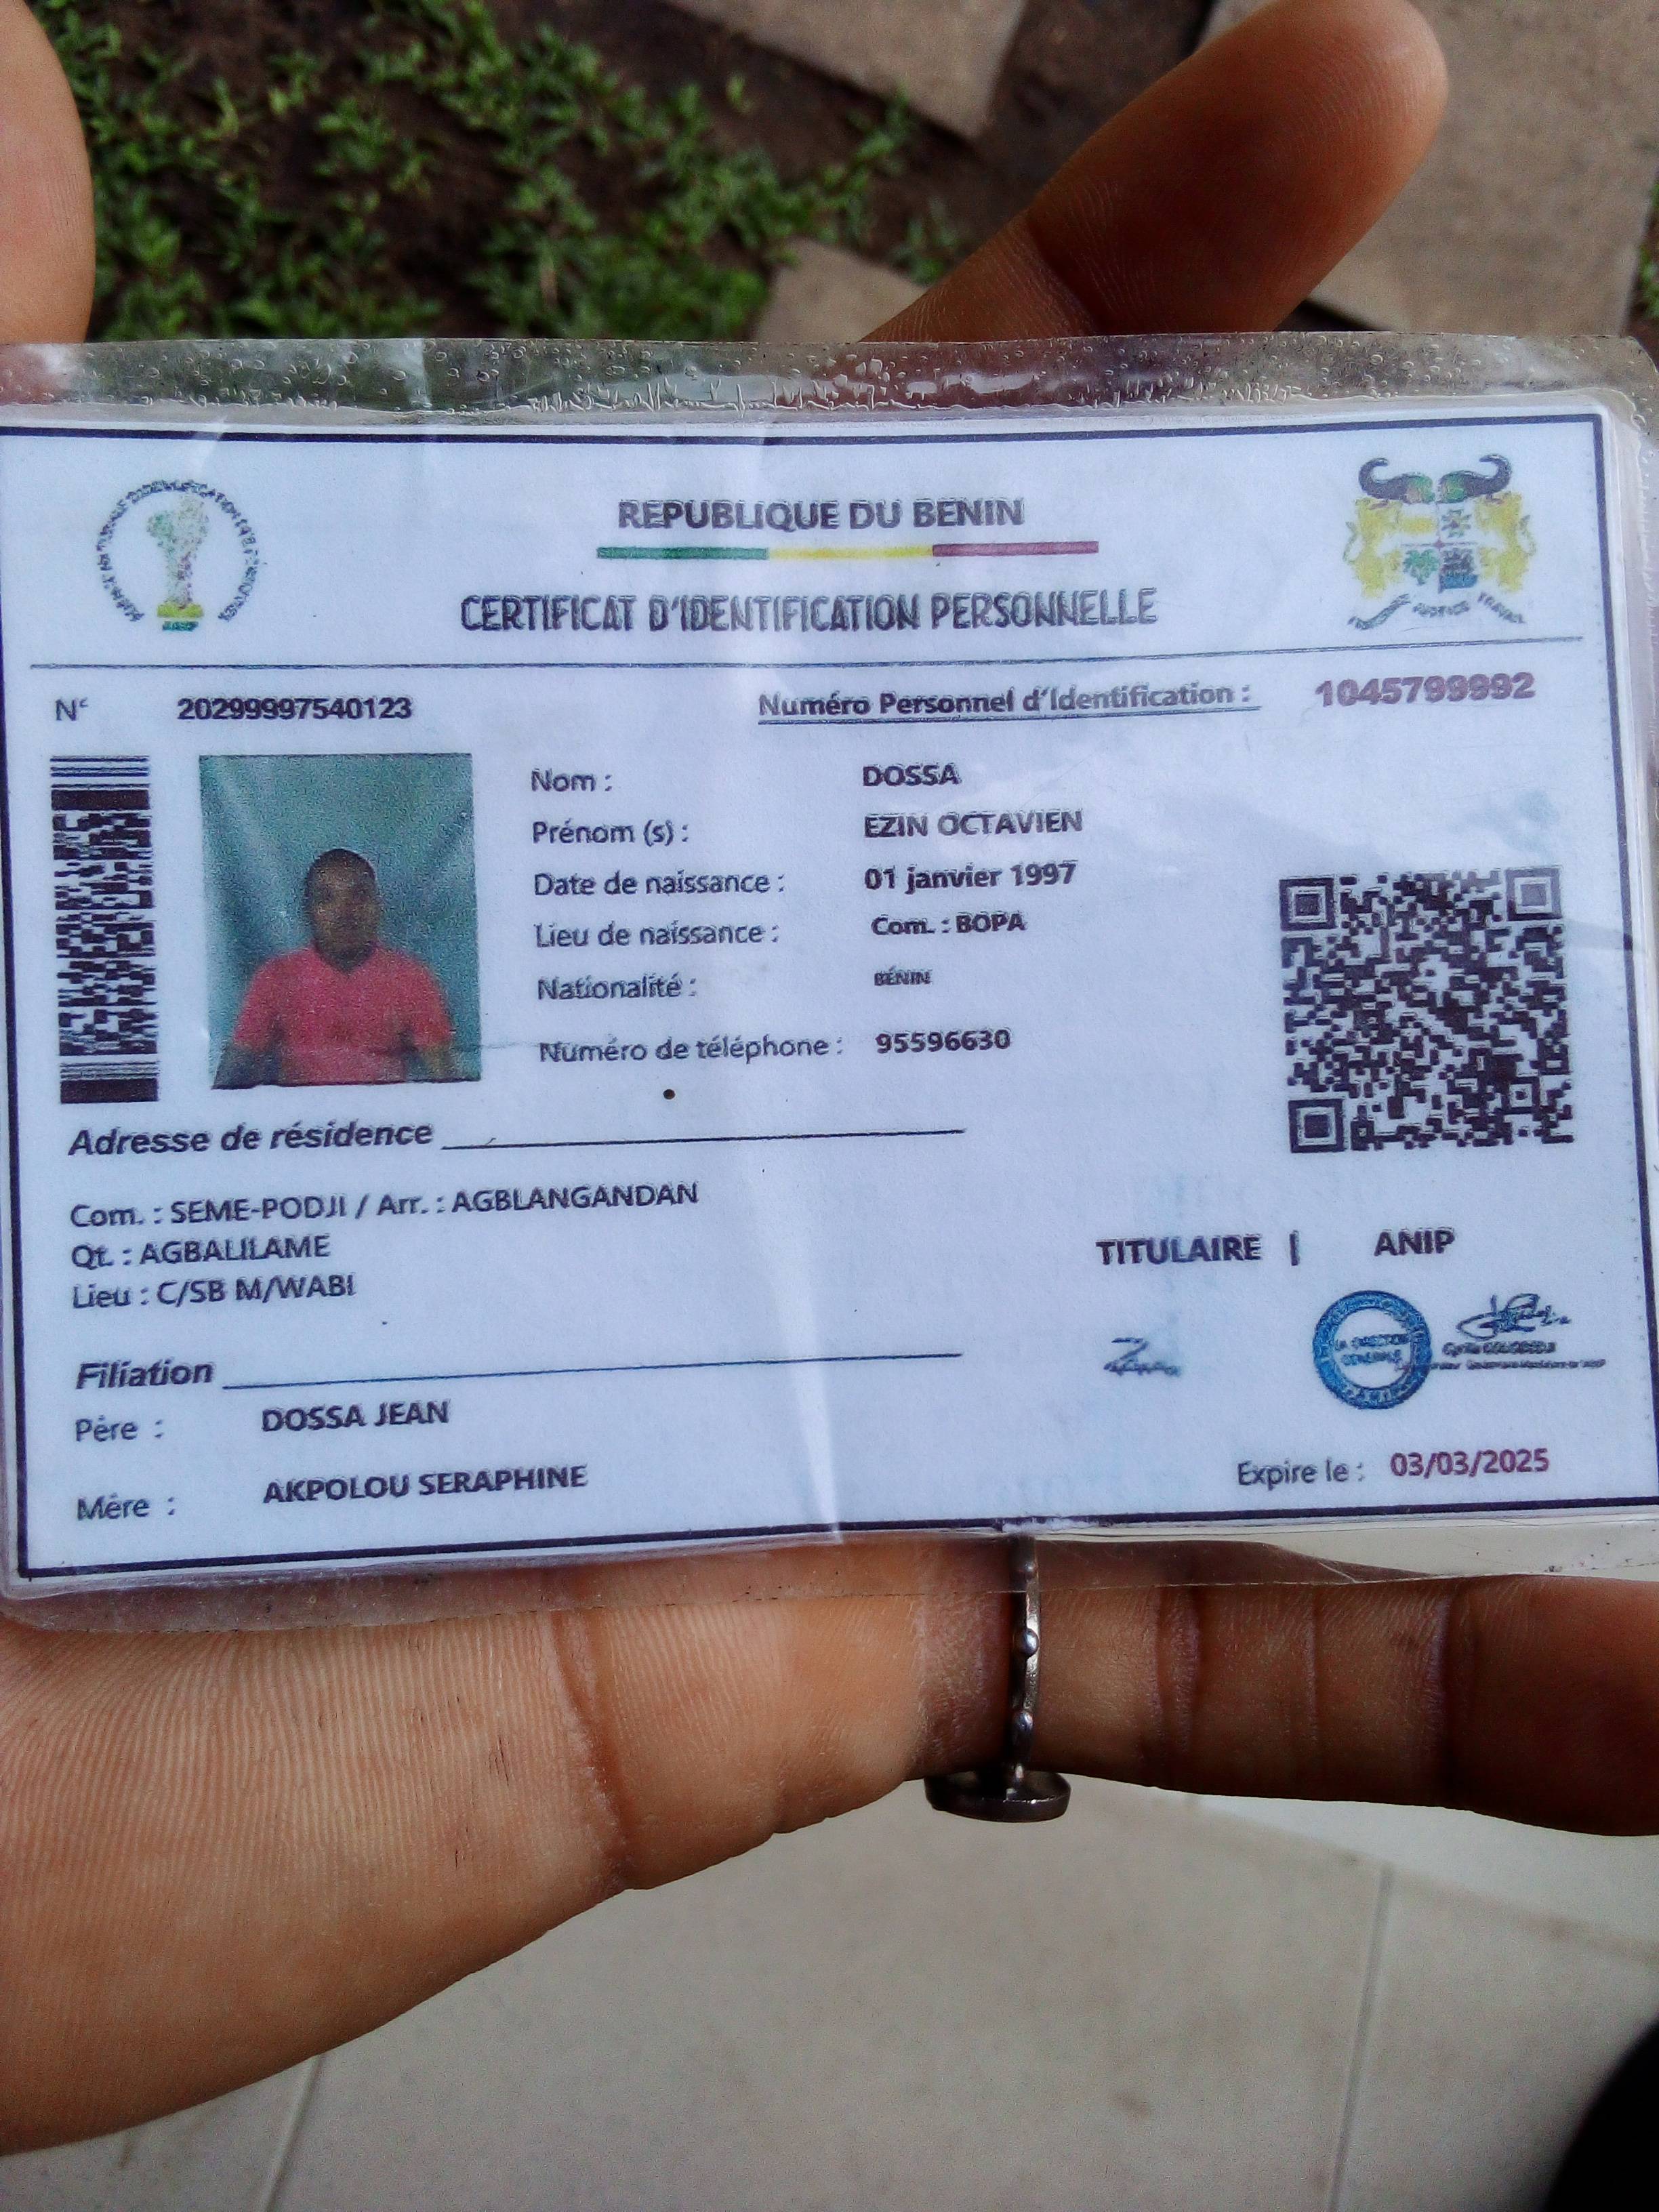 REPUBLIQUE DU BENIN
CERTIFICAT D'IDENTIFICATION PERSONNELLE
JUSTICE TRAVAIL
N° 20299997540123
Numéro Personnel d'Identification : 1045799992
Nom : DOSSA
Prénom (s) : EZIN OCTAVIEN
Date de naissance : 01 janvier 1997
Lieu de naissance : Com. : BOPA
Nationalité : BÉNIN
Numéro de téléphone : 95596630
Adresse de résidence
Com. : SEME-PODJI / Arr. : AGBLANGANDAN
Qt. : AGBALILAME
Lieu : C/SB M/WABI
TITULAIRE | ANIP
Filiation
Père : DOSSA JEAN
Mère : AKPOLOU SERAPHINE
Expire le : 03/03/2025